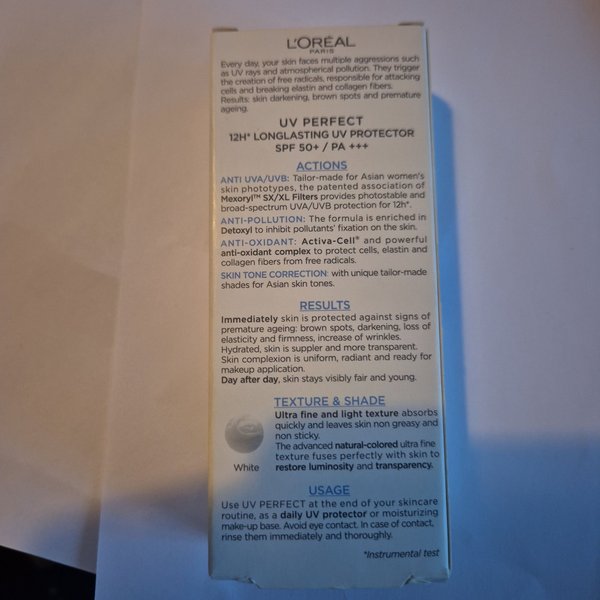 L'ORÉAL
PARIS
Every day, your skin faces multiple aggressions such
as UV rays and atmospherical pollution. They trigger
the creation of free radicals, responsible for attacking
cells and breaking elastin and collagen fibers.
Results: skin darkening, brown spots and premature
ageing.
UV PERFECT
12H* LONGLASTING UV PROTECTOR
SPF 50+ / PA +++
ACTIONS
ANTI UVA/UVB: Tailor-made for Asian women's
skin phototypes, the patented association of
Mexoryl™ SX/XL Filters provides photostable and
broad-spectrum UVA/UVB protection for 12h*.
ANTI-POLLUTION: The formula is enriched in
Detoxyl to inhibit pollutants' fixation on the skin.
ANTI-OXIDANT: Activa-Cell® and powerful
anti-oxidant complex to protect cells, elastin and
collagen fibers from free radicals.
SKIN TONE CORRECTION: with unique tailor-made
shades for Asian skin tones.
RESULTS
Immediately skin is protected against signs of
premature ageing: brown spots, darkening, loss of
elasticity and firmness, increase of wrinkles.
Hydrated, skin is suppler and more transparent.
Skin complexion is uniform, radiant and ready for
makeup application.
Day after day, skin stays visibly fair and young.
TEXTURE & SHADE
Ultra fine and light texture absorbs
quickly and leaves skin non greasy and
non sticky.
The advanced natural-colored ultra fine
texture fuses perfectly with skin to
restore luminosity and transparency.
White
USAGE
Use UV PERFECT at the end of your skincare
routine, as a daily UV protector or moisturizing
make-up base. Avoid eye contact. In case of contact,
rinse them immediately and thoroughly.
*Instrumental test